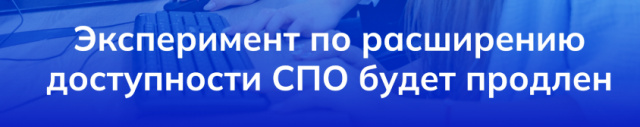 Эксперимент по расширению
доступности СПО будет продлен